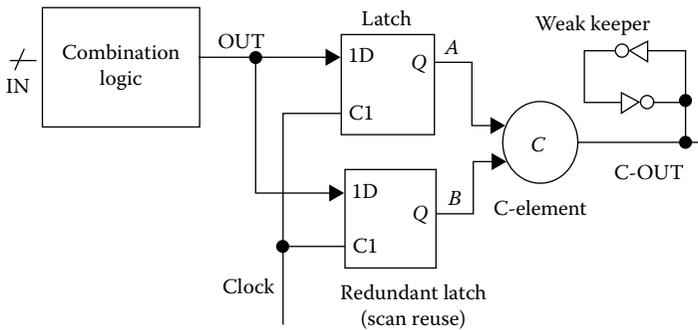 Latch
Weak keeper
Combination
logic
IN
OUT
1D
Q
A
C1
C
C-OUT
C-element
1D
Q
B
C1
Clock
Redundant latch
(scan reuse)